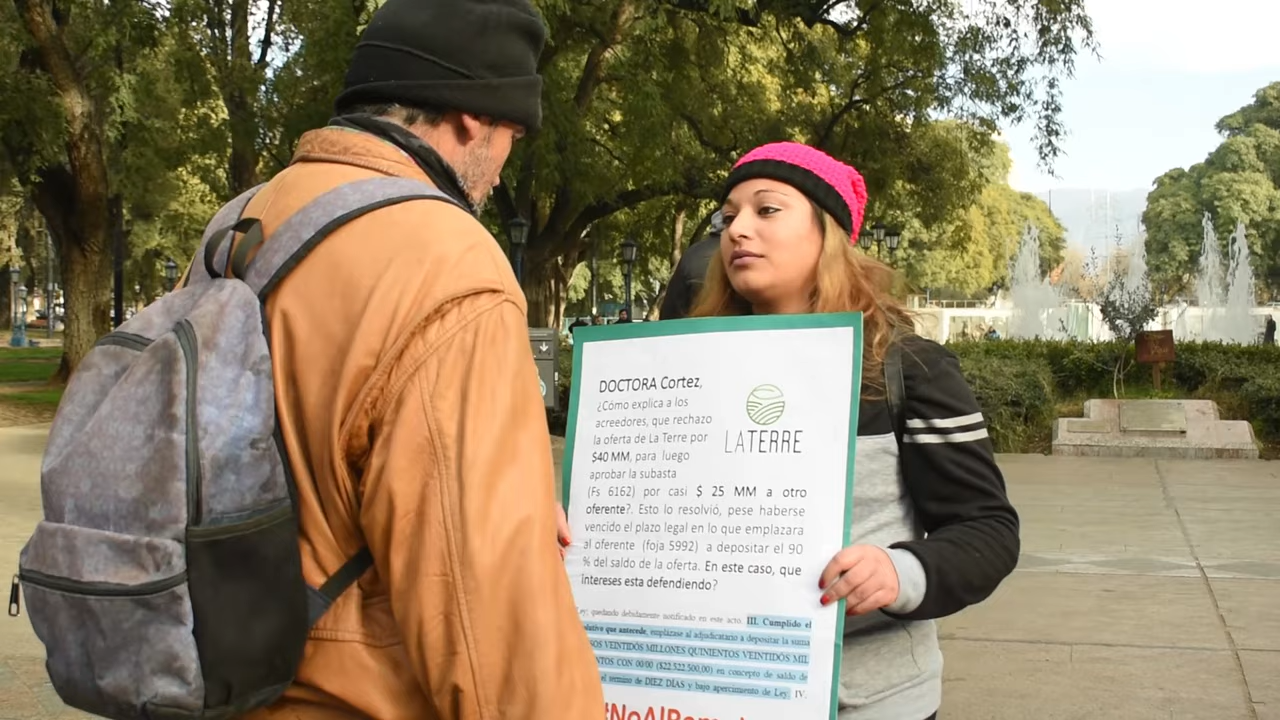 DOCTORA Cortez,
¿Cómo explica a los
acreedores, que rechazo
la oferta de La Terre por
$40 MM, para luego
aprobar la subasta
(Fs 6162) por casi $ 25 MM a otro
oferente?. Esto lo resolvió, pese haberse
vencido el plazo legal en lo que emplazara
al oferente (foja 5992) a depositar el 90
% del saldo de la oferta. En este caso, que
intereses esta defendiendo?
LATERRE
Ley; quedando debidamente notificado en este acto. III. Cumplido el
que antecede, emplázase al adjudicatario a depositar la suma
VEINTIDÓS MILLONES QUINIENTOS VEINTIDOS MIL
CON 00/00 ($22.522.500,00) en concepto de saldo de
el termino de DIEZ DÍAS y bajo apercimiento de Ley. IV.